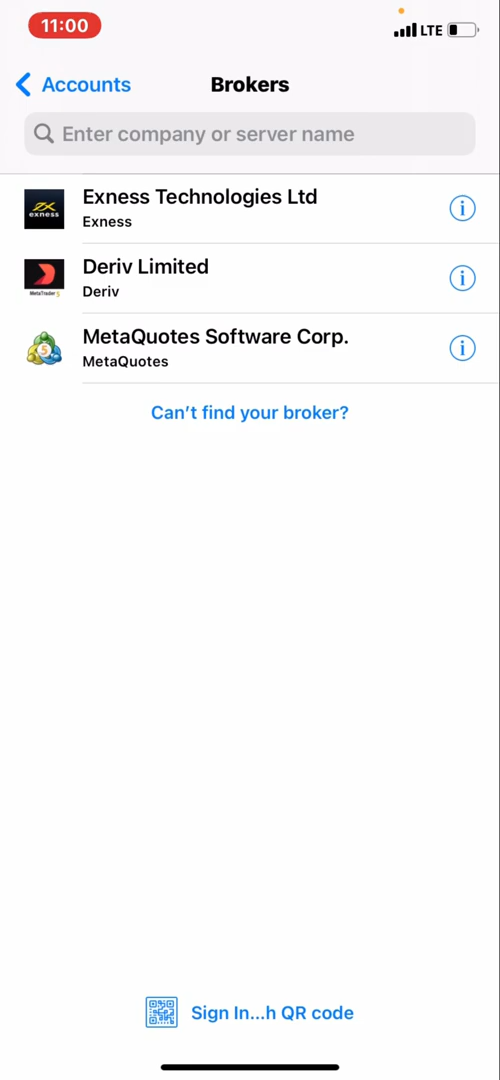 11:00
LTE
Accounts
Brokers
Enter company or server name
exness
Exness Technologies Ltd
Exness
Deriv Limited
MetaTrader 5
Deriv
5
MetaQuotes Software Corp.
MetaQuotes
Can’t find your broker?
Sign In...h QR code